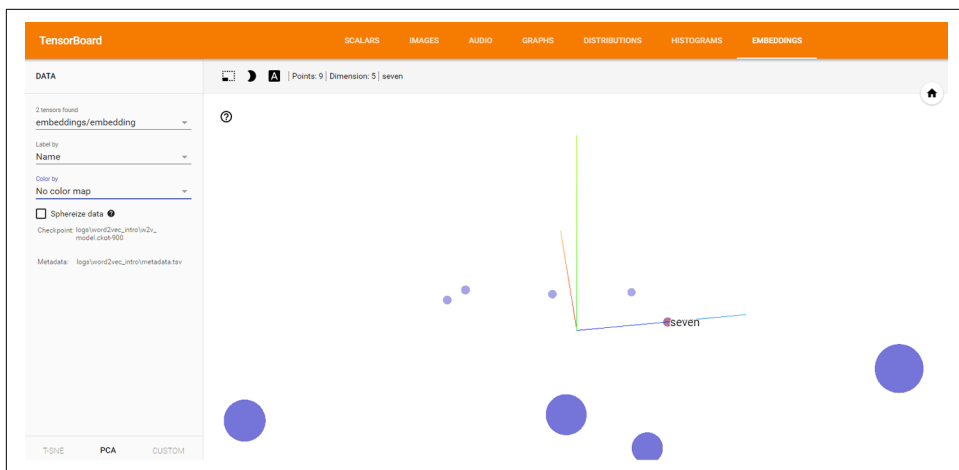 TensorBoard
SCALARS IMAGES AUDIO GRAPHS DISTRIBUTIONS HISTOGRAMS EMBEDDINGS
DATA
A | Points: 9 | Dimension: 5 | seven
2 tensors found
embeddings/embedding
Label by
Name
Color by
No color map
Sphereize data
Checkpoint: logs\word2vec_intro\w2v_
model.ckpt-900
Metadata: logs\word2vec_intro\metadata.tsv
seven
T-SNE PCA CUSTOM